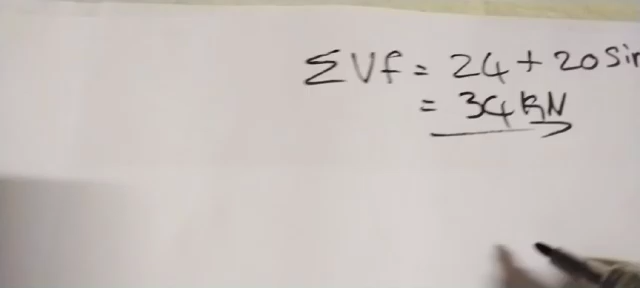 ΣVf = 24 + 20 Sin
= 34 kN